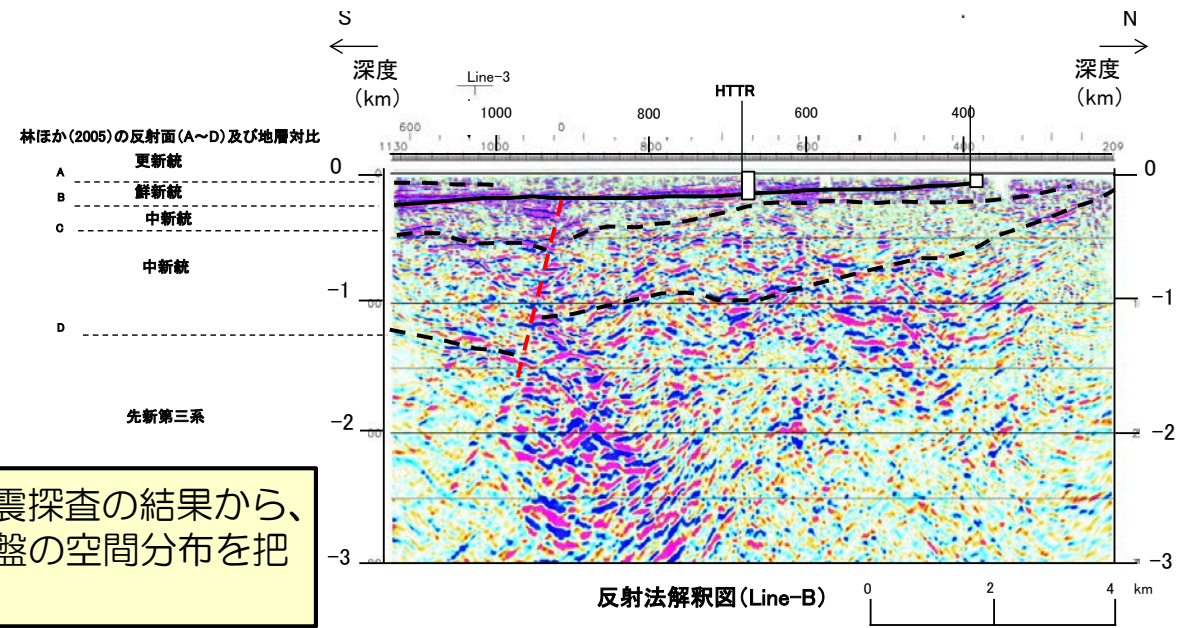 S
N
深度
(km)
Line-3
HTTR
深度
(km)
1000 800 600 400
林ほか(2005)の反射面(A~D)及び地層対比
600 0
1130 1000 800 600 400 209
更新統
0 0
A
鮮新統
B
中新統
C
中新統
-1 -1
D
先新第三系
-2 -2
震探査の結果から、
盤の空間分布を把
-3 -3
反射法解釈図(Line-B)
0 2 4 km